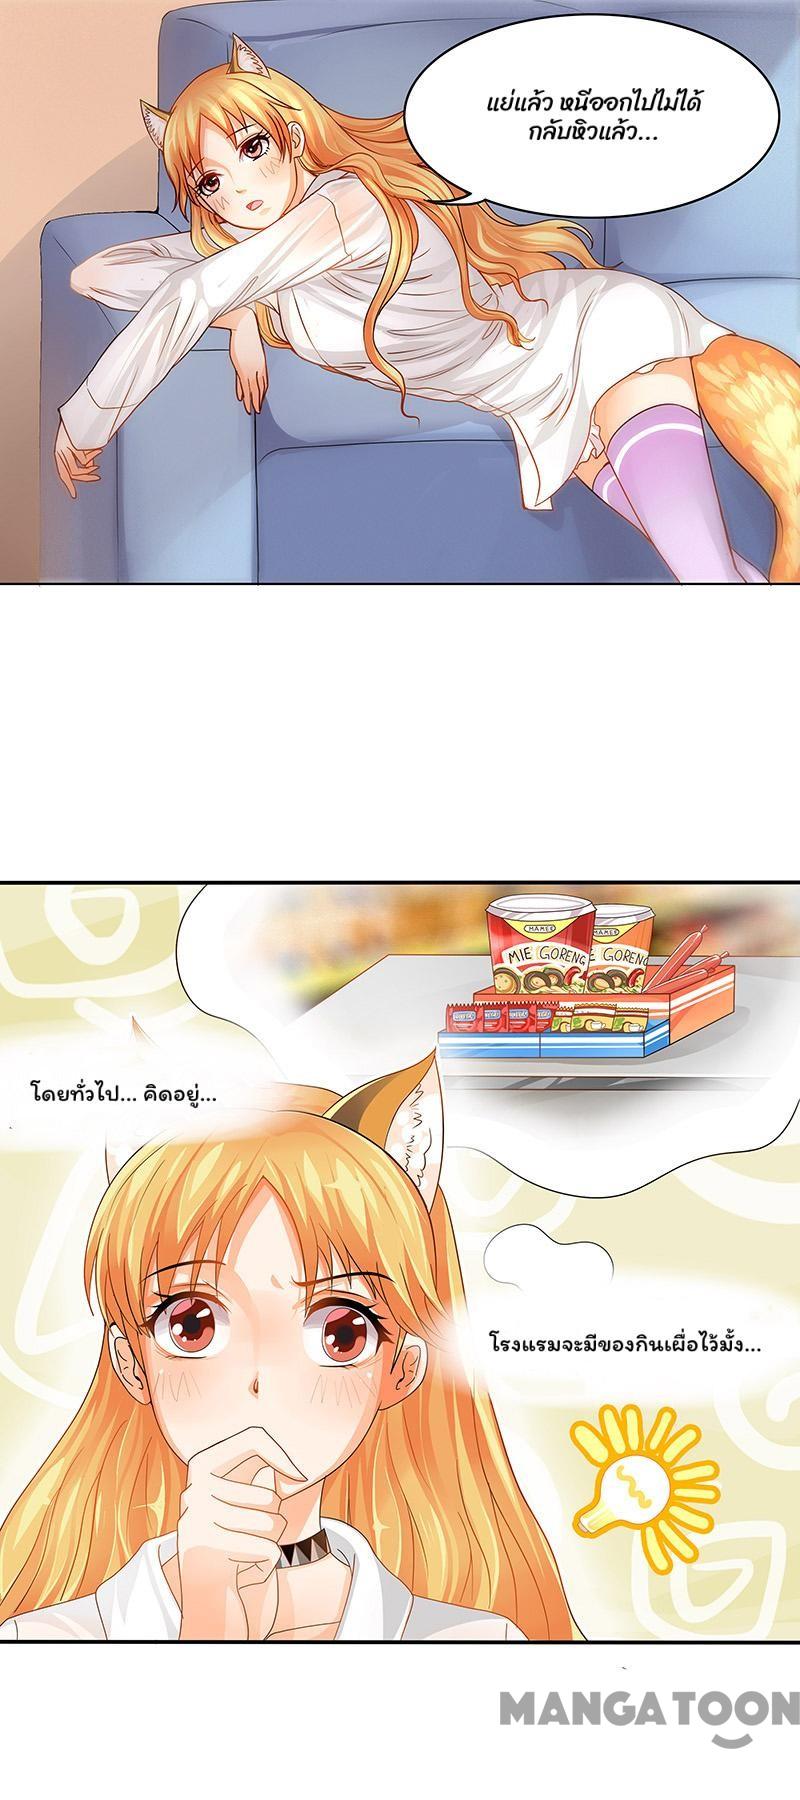 แย่แล้ว หนีออกไปไม่ได้
กลับหิวแล้ว...
MAMEE
MAMEE
MIE GORENG
E GORENG
โดยทั่วไป... คิดอยู่...
โรงแรมจะมีของกินเผื่อไว้มั้ง...
MANGATOON